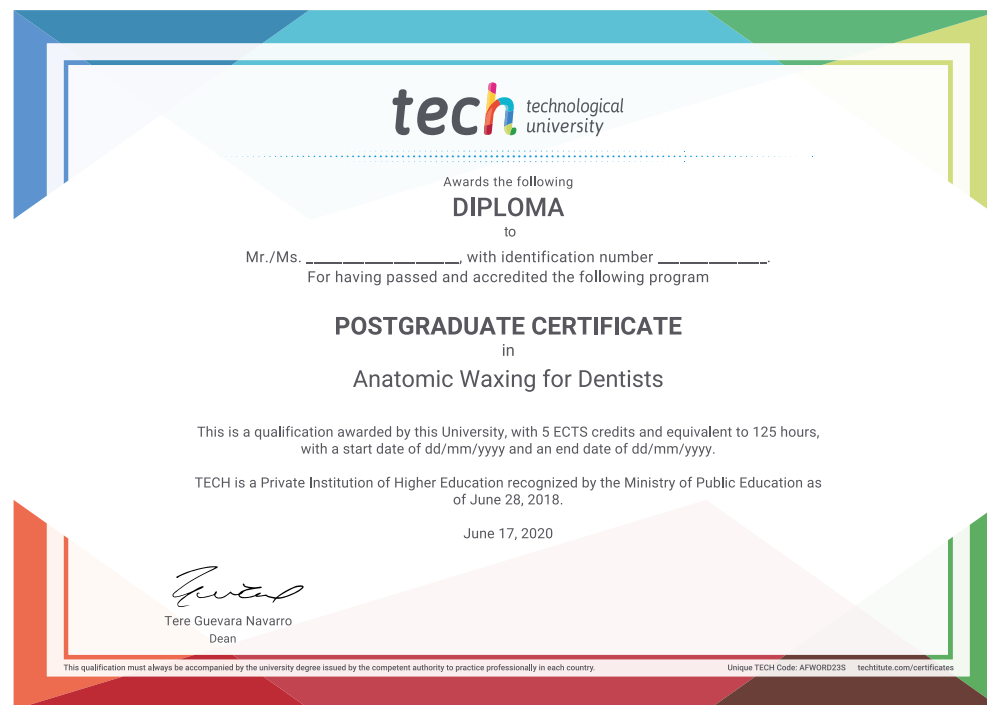 tech technological
university
Awards the following
DIPLOMA
to
Mr./Ms. ____________________, with identification number ______________.
For having passed and accredited the following program
POSTGRADUATE CERTIFICATE
in
Anatomic Waxing for Dentists
This is a qualification awarded by this University, with 5 ECTS credits and equivalent to 125 hours,
with a start date of dd/mm/yyyy and an end date of dd/mm/yyyy.
TECH is a Private Institution of Higher Education recognized by the Ministry of Public Education as
of June 28, 2018.
June 17, 2020
Tere Guevara Navarro
Dean
This qualification must always be accompanied by the university degree issued by the competent authority to practice professionally in each country.
Unique TECH Code: AFWORD23S techtitute.com/certificates